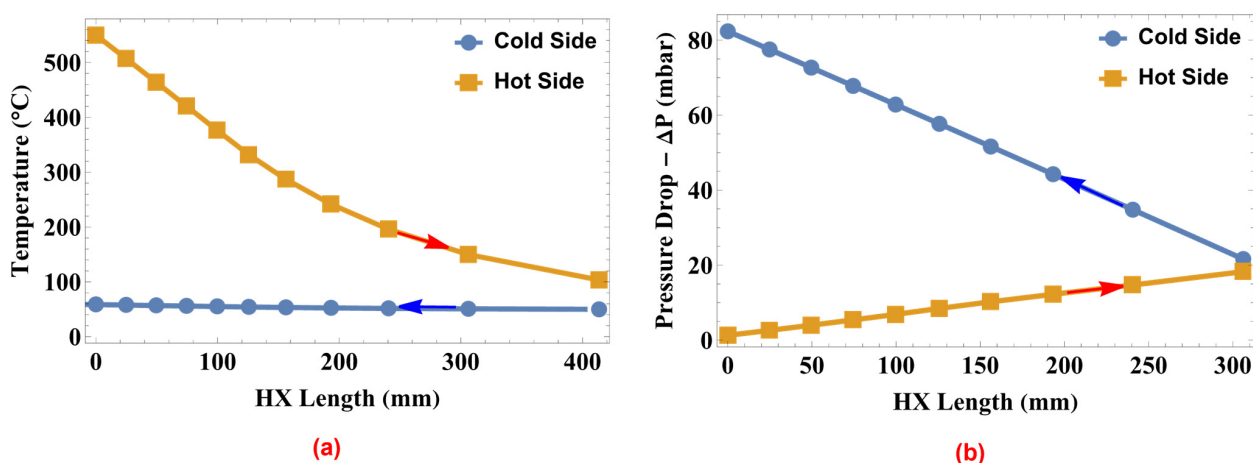 Cold Side
Hot Side
Temperature (°C)
500
400
300
200
100
0
0
100
200
300
400
HX Length (mm)
(a)
Cold Side
Hot Side
Pressure Drop − ΔP (mbar)
80
60
40
20
0
0
50
100
150
200
250
300
HX Length (mm)
(b)